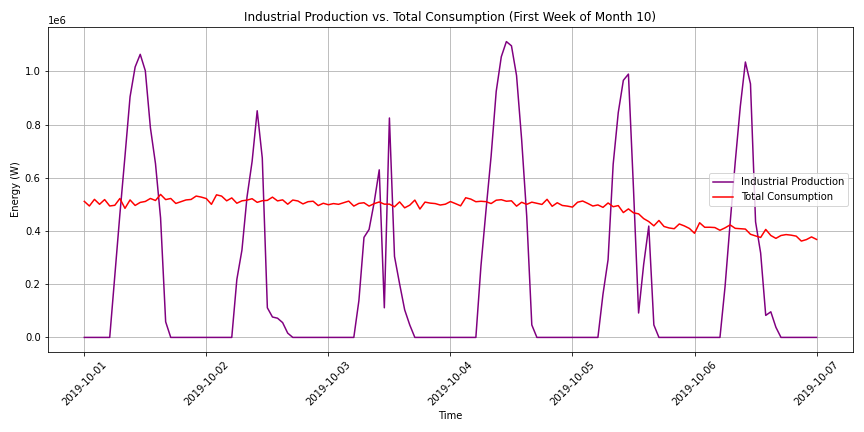 Industrial Production vs. Total Consumption (First Week of Month 10)
1e6
1.0
0.8
0.6
0.4
0.2
0.0
Energy (W)
Industrial Production
Total Consumption
2019-10-01
2019-10-02
2019-10-03
2019-10-04
2019-10-05
2019-10-06
2019-10-07
Time